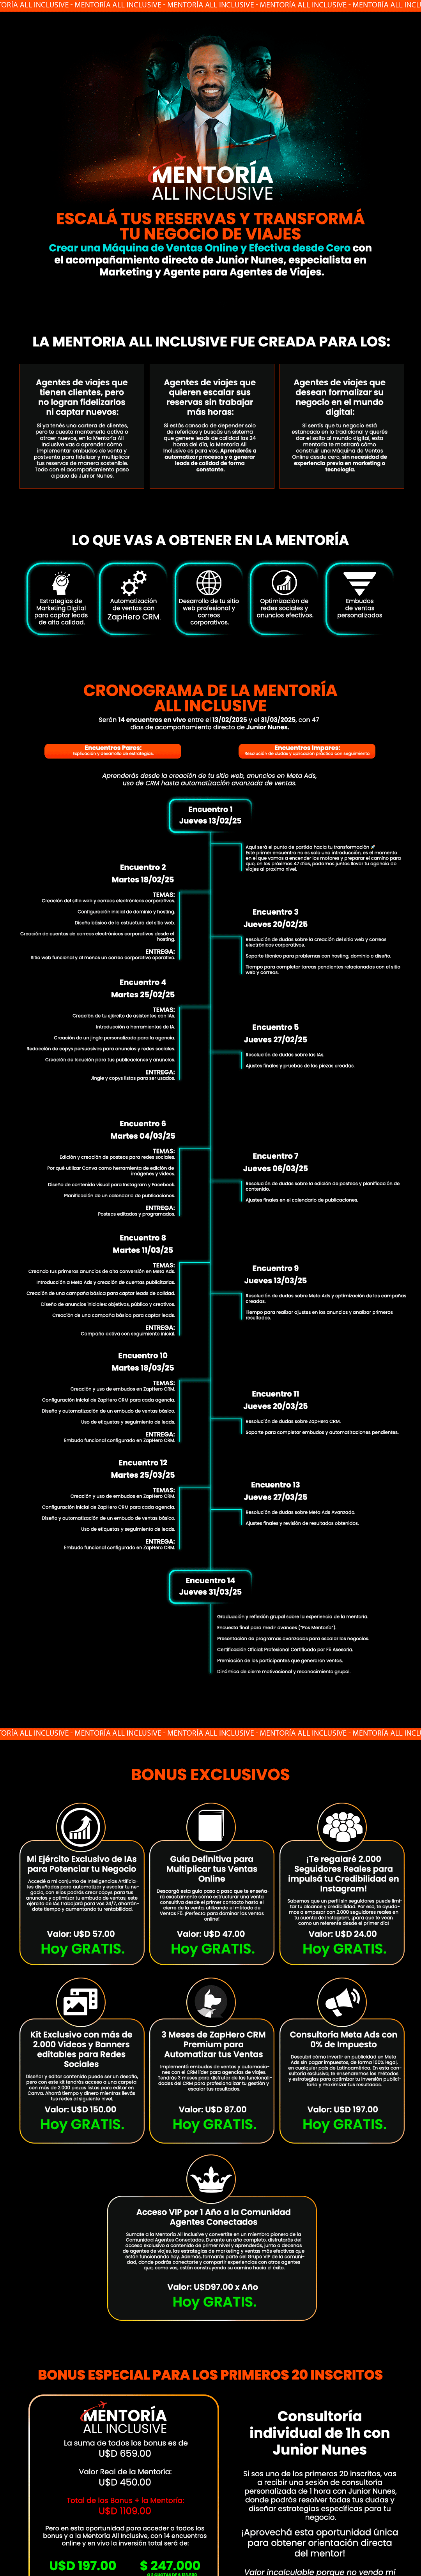 TORÍA ALL INCLUSIVE - MENTORÍA ALL INCLUSIVE - MENTORÍA ALL INCLUSIVE - MENTORÍA ALL INCLUSIVE - MENTORÍA ALL INCLU
MENTORÍA
ALL INCLUSIVE
ESCALÁ TUS RESERVAS Y TRANSFORMÁ
TU NEGOCIO DE VIAJES
Crear una Máquina de Ventas Online y Efectiva desde Cero con
el acompañamiento directo de Junior Nunes, especialista en
Marketing y Agente para Agentes de Viajes.
LA MENTORIA ALL INCLUSIVE FUE CREADA PARA LOS:
Agentes de viajes que
tienen clientes, pero
no logran fidelizarlos
ni captar nuevos:
Si ya tenés una cartera de clientes,
pero te cuesta mantenerla activa o
atraer nuevos, en la Mentoría All
Inclusive vas a aprender cómo
implementar embudos de venta y
postventa para fidelizar y multiplicar
tus reservas de manera sostenible.
Todo con el acompañamiento paso
a paso de Junior Nunes.
Agentes de viajes que
quieren escalar sus
reservas sin trabajar
más horas:
Si estás cansado de depender solo
de referidos y buscás un sistema
que genere leads de calidad las 24
horas del día, la Mentoría All
Inclusive es para vos. Aprenderás a
automatizar procesos y a generar
leads de calidad de forma
constante.
Agentes de viajes que
desean formalizar su
negocio en el mundo
digital:
Si sentís que tu negocio está
estancado en lo tradicional y querés
dar el salto al mundo digital, esta
mentoría te mostrará cómo
construir una Máquina de Ventas
Online desde cero, sin necesidad de
experiencia previa en marketing o
tecnología.
LO QUE VAS A OBTENER EN LA MENTORÍA
Estrategias de
Marketing Digital
para captar leads
de alta calidad.
Automatización
de ventas con
ZapHero CRM.
Desarrollo de tu sitio
web profesional y
correos
corporativos.
Optimización de
redes sociales y
anuncios efectivos.
Embudos
de ventas
personalizados
CRONOGRAMA DE LA MENTORÍA
ALL INCLUSIVE
Serán 14 encuentros en vivo entre el 13/02/2025 y el 31/03/2025, con 47
días de acompañamiento directo de Junior Nunes.
Encuentros Pares:
Explicación y desarrollo de estrategias.
Encuentros Impares:
Resolución de dudas y aplicación práctica con seguimiento.
Aprenderás desde la creación de tu sitio web, anuncios en Meta Ads,
uso de CRM hasta automatización avanzada de ventas.
Encuentro 1
Jueves 13/02/25
Aquí será el punto de partida hacia tu transformación 🚀
Este primer encuentro no es solo una introducción, es el momento
en el que vamos a encender los motores y preparar el camino para
que, en los próximos 47 días, podamos juntos llevar tu agencia de
viajes al próximo nivel.
Encuentro 2
Martes 18/02/25
TEMAS:
Creación del sitio web y correos electrónicos corporativos.
Configuración inicial de dominio y hosting.
Diseño básico de la estructura del sitio web.
Creación de cuentas de correos electrónicos corporativos desde el
hosting.
ENTREGA:
Sitio web funcional y al menos un correo corporativo operativo.
Encuentro 3
Jueves 20/02/25
Resolución de dudas sobre la creación del sitio web y correos
electrónicos corporativos.
Soporte técnico para problemas con hosting, dominio o diseño.
Tiempo para completar tareas pendientes relacionadas con el sitio
web y correos.
Encuentro 4
Martes 25/02/25
TEMAS:
Creación de tu ejército de asistentes con IAs.
Introducción a herramientas de IA.
Creación de un jingle personalizado para la agencia.
Redacción de copys persuasivos para anuncios y redes sociales.
Creación de locución para tus publicaciones y anuncios.
ENTREGA:
Jingle y copys listos para ser usados.
Encuentro 5
Jueves 27/02/25
Resolución de dudas sobre las IAs.
Ajustes finales y pruebas de las piezas creadas.
Encuentro 6
Martes 04/03/25
TEMAS:
Edición y creación de posteos para redes sociales.
Por qué utilizar Canva como herramienta de edición de
imágenes y videos.
Diseño de contenido visual para Instagram y Facebook.
Planificación de un calendario de publicaciones.
ENTREGA:
Posteos editados y programados.
Encuentro 7
Jueves 06/03/25
Resolución de dudas sobre la edición de posteos y planificación de
contenido.
Ajustes finales en el calendario de publicaciones.
Encuentro 8
Martes 11/03/25
TEMAS:
Creando tus primeros anuncios de alta conversión en Meta Ads.
Introducción a Meta Ads y creación de cuentas publicitarias.
Creación de una campaña básica para captar leads de calidad.
Diseño de anuncios iniciales: objetivos, público y creativos.
Creación de una campaña básica para captar leads.
ENTREGA:
Campaña activa con seguimiento inicial.
Encuentro 9
Jueves 13/03/25
Resolución de dudas sobre Meta Ads y optimización de las campañas
creadas.
Tiempo para realizar ajustes en los anuncios y analizar primeros
resultados.
Encuentro 10
Martes 18/03/25
TEMAS:
Creación y uso de embudos en ZapHero CRM.
Configuración inicial de ZapHero CRM para cada agencia.
Diseño y automatización de un embudo de ventas básico.
Uso de etiquetas y seguimiento de leads.
ENTREGA:
Embudo funcional configurado en ZapHero CRM.
Encuentro 11
Jueves 20/03/25
Resolución de dudas sobre ZapHero CRM.
Soporte para completar embudos y automatizaciones pendientes.
Encuentro 12
Martes 25/03/25
TEMAS:
Creación y uso de embudos en ZapHero CRM.
Configuración inicial de ZapHero CRM para cada agencia.
Diseño y automatización de un embudo de ventas básico.
Uso de etiquetas y seguimiento de leads.
ENTREGA:
Embudo funcional configurado en ZapHero CRM.
Encuentro 13
Jueves 27/03/25
Resolución de dudas sobre Meta Ads Avanzado.
Ajustes finales y revisión de resultados obtenidos.
Encuentro 14
Jueves 31/03/25
Graduación y reflexión grupal sobre la experiencia de la mentoría.
Encuesta final para medir avances ("Pos Mentoría").
Presentación de programas avanzados para escalar los negocios.
Certificación Oficial: Profesional Certificado por F5 Asesoría.
Premiación de los participantes que generaron ventas.
Dinámica de cierre motivacional y reconocimiento grupal.
TORÍA ALL INCLUSIVE - MENTORÍA ALL INCLUSIVE - MENTORÍA ALL INCLUSIVE - MENTORÍA ALL INCLUSIVE - MENTORÍA ALL INCLU
BONUS EXCLUSIVOS
Mi Ejército Exclusivo de IAs
para Potenciar tu Negocio
Accedé a mi conjunto de Inteligencias Artificia-
les diseñadas para automatizar y escalar tu ne-
gocio, con ellas podrás crear copys para tus
anuncios y optimizar tu embudo de ventas, este
ejército de IAs trabajará para vos 24/7, ahorrán-
dote tiempo y aumentando tu rentabilidad.
Valor: U$D 57.00
Hoy GRATIS.
Guía Definitiva para
Multiplicar tus Ventas
Online
Descargá esta guía paso a paso que te enseña-
rá exactamente cómo estructurar una venta
consultiva desde el primer contacto hasta el
cierre de la venta, utilizando el método de
Ventas F5. ¡Perfecta para dominar las ventas
online!
Valor: U$D 47.00
Hoy GRATIS.
¡Te regalaré 2.000
Seguidores Reales para
impulsá tu Credibilidad en
Instagram!
Sabemos que un perfil sin seguidores puede limi-
tar tu alcance y credibilidad. Por eso, te ayuda-
mos a empezar con 2.000 seguidores reales en
tu cuenta de Instagram, ¡para que te vean
como un referente desde el primer día!
Valor: U$D 24.00
Hoy GRATIS.
Kit Exclusivo con más de
2.000 Videos y Banners
editables para Redes
Sociales
Diseñar y editar contenido puede ser un desafío,
pero con este kit tendrás acceso a una carpeta
con más de 2.000 piezas listas para editar en
Canva. Ahorrá tiempo y dinero mientras llevás
tus redes al siguiente nivel.
Valor: U$D 150.00
Hoy GRATIS.
3 Meses de ZapHero CRM
Premium para
Automatizar tus Ventas
Implementá embudos de ventas y automatizacio-
nes con el CRM líder para agencias de viajes.
Tendrás 3 meses para disfrutar de las funcionali-
dades del CRM para profesionalizar tu gestión y
escalar tus resultados.
Valor: U$D 87.00
Hoy GRATIS.
Consultoría Meta Ads con
0% de Impuesto
Descubrí cómo invertir en publicidad en Meta
Ads sin pagar impuestos, de forma 100% legal,
en cualquier país de Latinoamérica. En esta con-
sultoría exclusiva, te enseñaremos los métodos
y estrategias para optimizar tu inversión publici-
taria y maximizar tus resultados.
Valor: U$D 197.00
Hoy GRATIS.
Acceso VIP por 1 Año a la Comunidad
Agentes Conectados
Sumate a la Mentoría All Inclusive y convertite en un miembro pionero de la
Comunidad Agentes Conectados. Durante un año completo, disfrutarás del
acceso exclusivo a contenido de primer nivel y aprenderás, junto a decenas
de agentes de viajes, las estrategias de marketing y ventas más efectivas que
están funcionando hoy. Además, formarás parte del Grupo VIP de la comuni-
dad, donde podrás conectarte y compartir experiencias con otros agentes
que, como vos, están construyendo su camino hacia el éxito.
Valor: U$D97.00 x Año
Hoy GRATIS.
BONUS ESPECIAL PARA LOS PRIMEROS 20 INSCRITOS
MENTORÍA
ALL INCLUSIVE
La suma de todos los bonus es de
U$D 659.00
Valor Real de la Mentoría:
U$D 450.00
Total de los Bonus + la Mentoría:
U$D 1109.00
Pero en esta oportunidad para acceder a todos los
bonus y a la Mentoría All Inclusive, con 14 encuentros
online y en vivo la inversión total será de:
U$D 197.00
$ 247.000
Consultoría
individual de 1h con
Junior Nunes
Si sos uno de los primeros 20 inscritos, vas
a recibir una sesión de consultoría
personalizada de 1 hora con Junior Nunes,
donde podrás resolver todas tus dudas y
diseñar estrategias específicas para tu
negocio.
¡Aprovechá esta oportunidad única
para obtener orientación directa
del mentor!
Valor incalculable porque no vendo mi